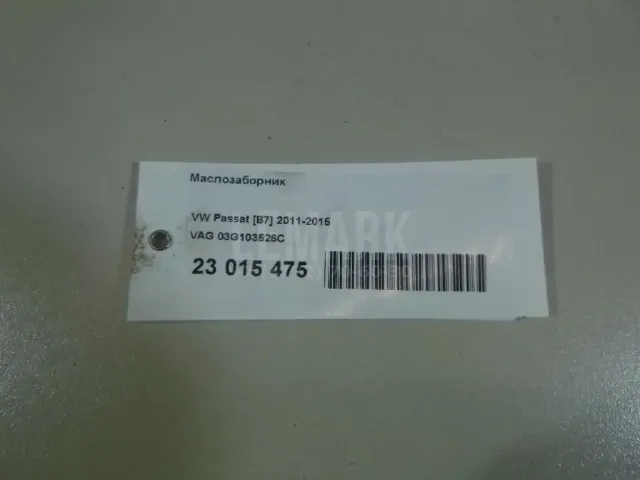 Маслозаборник
VW Passat [B7] 2011-2015
VAG 03G103526C
23 015 475